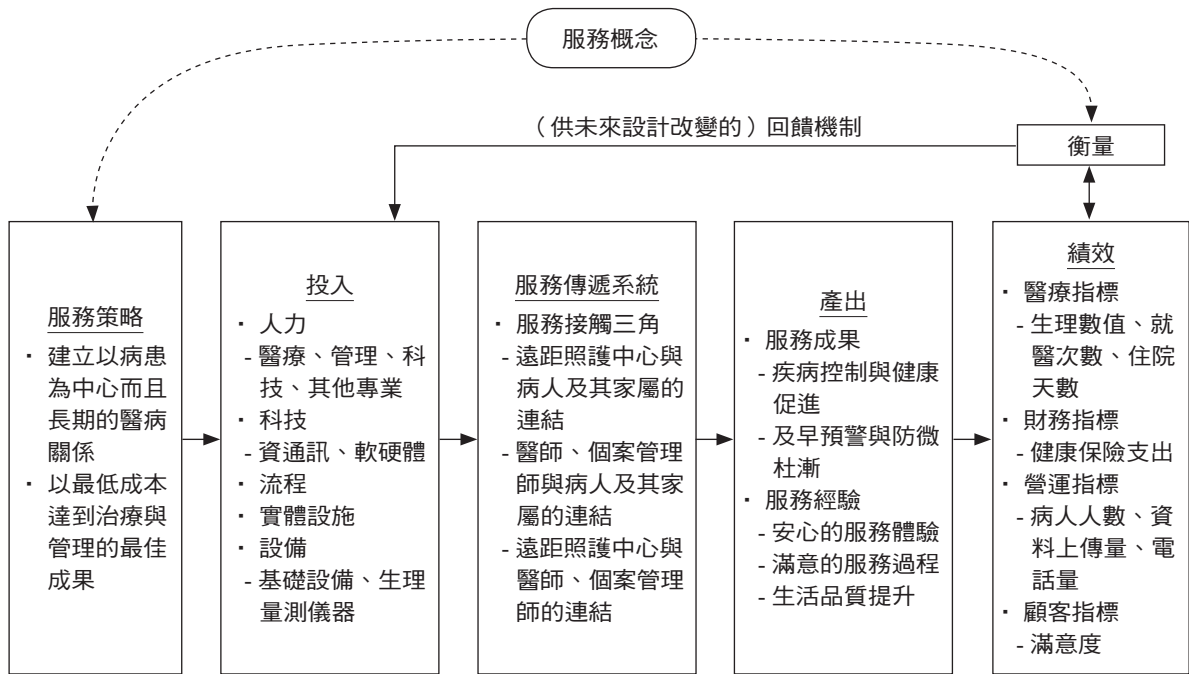 服務概念
（供未來設計改變的）回饋機制
衡量
服務策略
・ 建立以病患
為中心而且
長期的醫病
關係
・ 以最低成本
達到治療與
管理的最佳
成果
投入
・ 人力
- 醫療、管理、科
技、其他專業
・ 科技
- 資通訊、軟硬體
・ 流程
・ 實體設施
・ 設備
- 基礎設備、生理
量測儀器
服務傳遞系統
・ 服務接觸三角
- 遠距照護中心與
病人及其家屬的
連結
- 醫師、個案管理
師與病人及其家
屬的連結
- 遠距照護中心與
醫師、個案管理
師的連結
產出
・ 服務成果
- 疾病控制與健康
促進
- 及早預警與防微
杜漸
・ 服務經驗
- 安心的服務體驗
- 滿意的服務過程
- 生活品質提升
績效
・ 醫療指標
- 生理數值、就
醫次數、住院
天數
・ 財務指標
- 健康保險支出
・ 營運指標
- 病人人數、資
料上傳量、電
話量
・ 顧客指標
- 滿意度